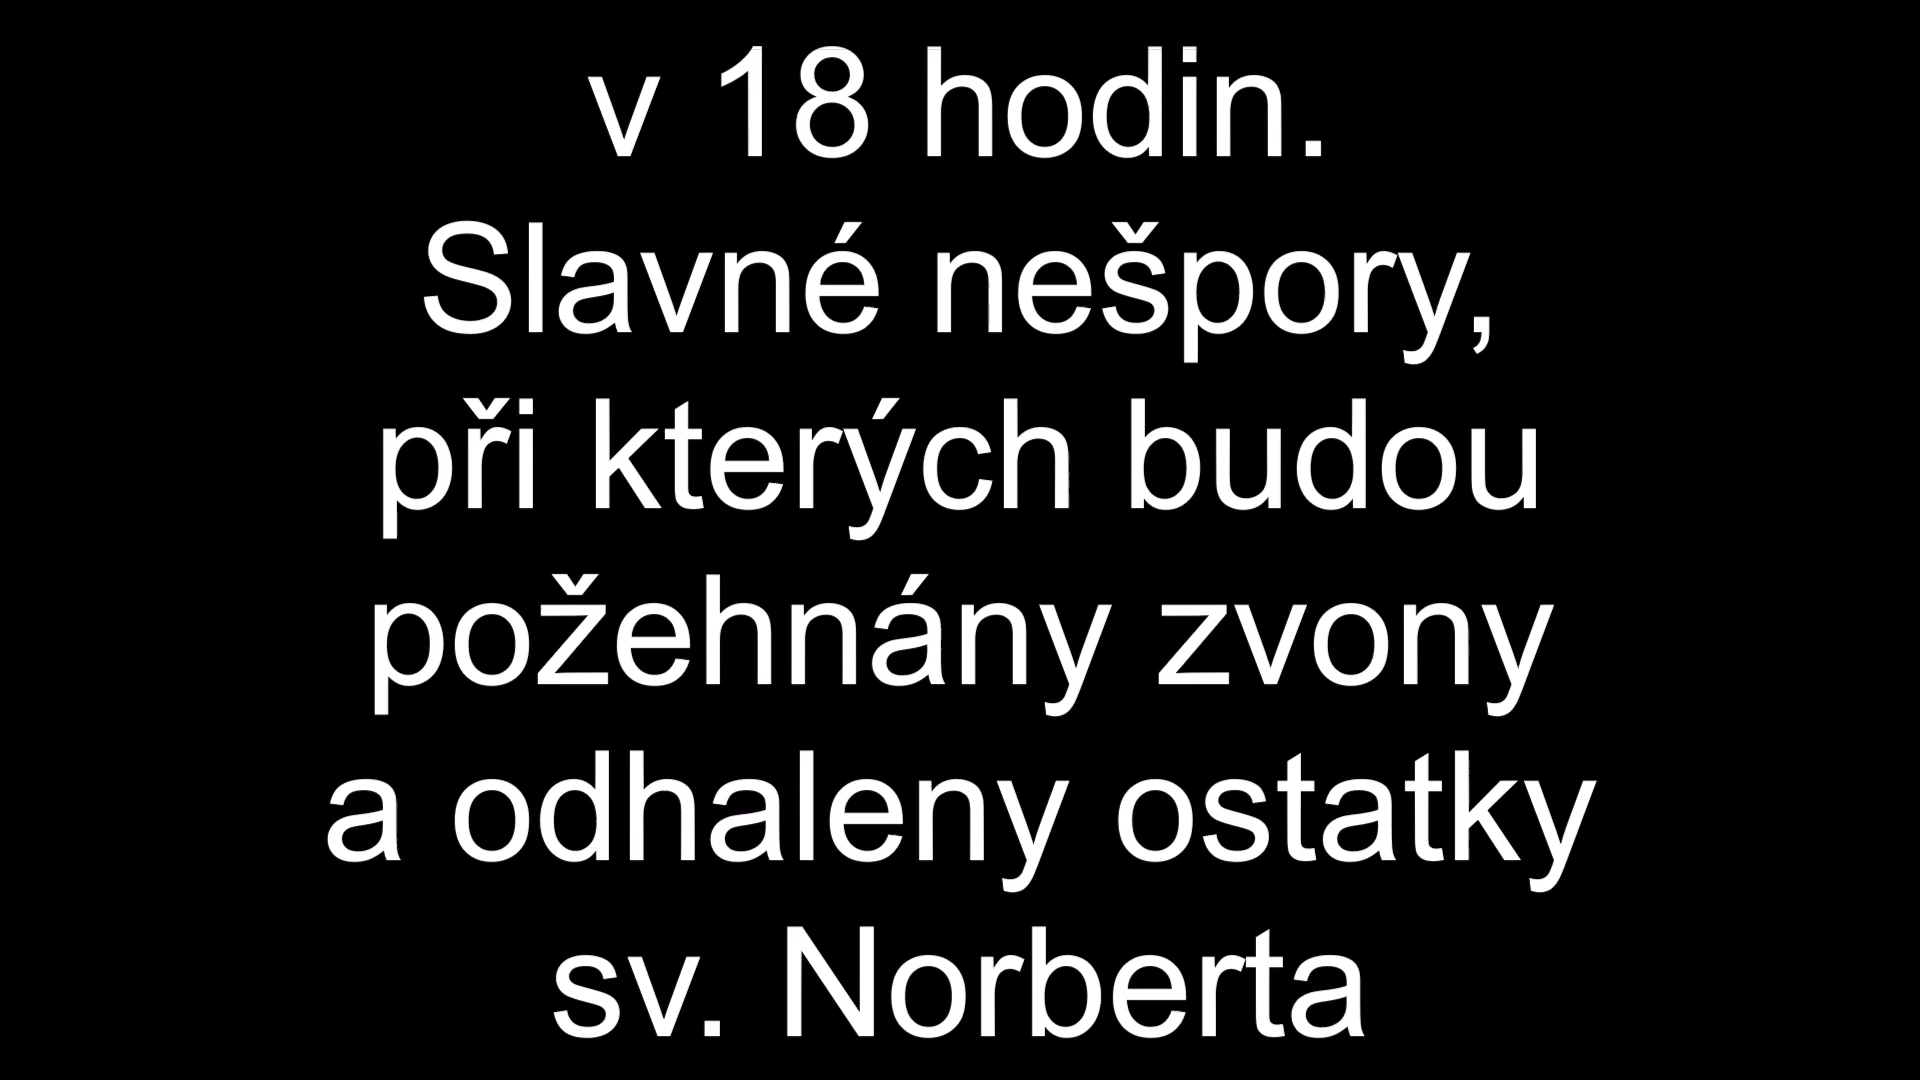 v 18 hodin.
Slavné nešpory,
při kterých budou
požehnány zvony
a odhaleny ostatky
sv. Norberta